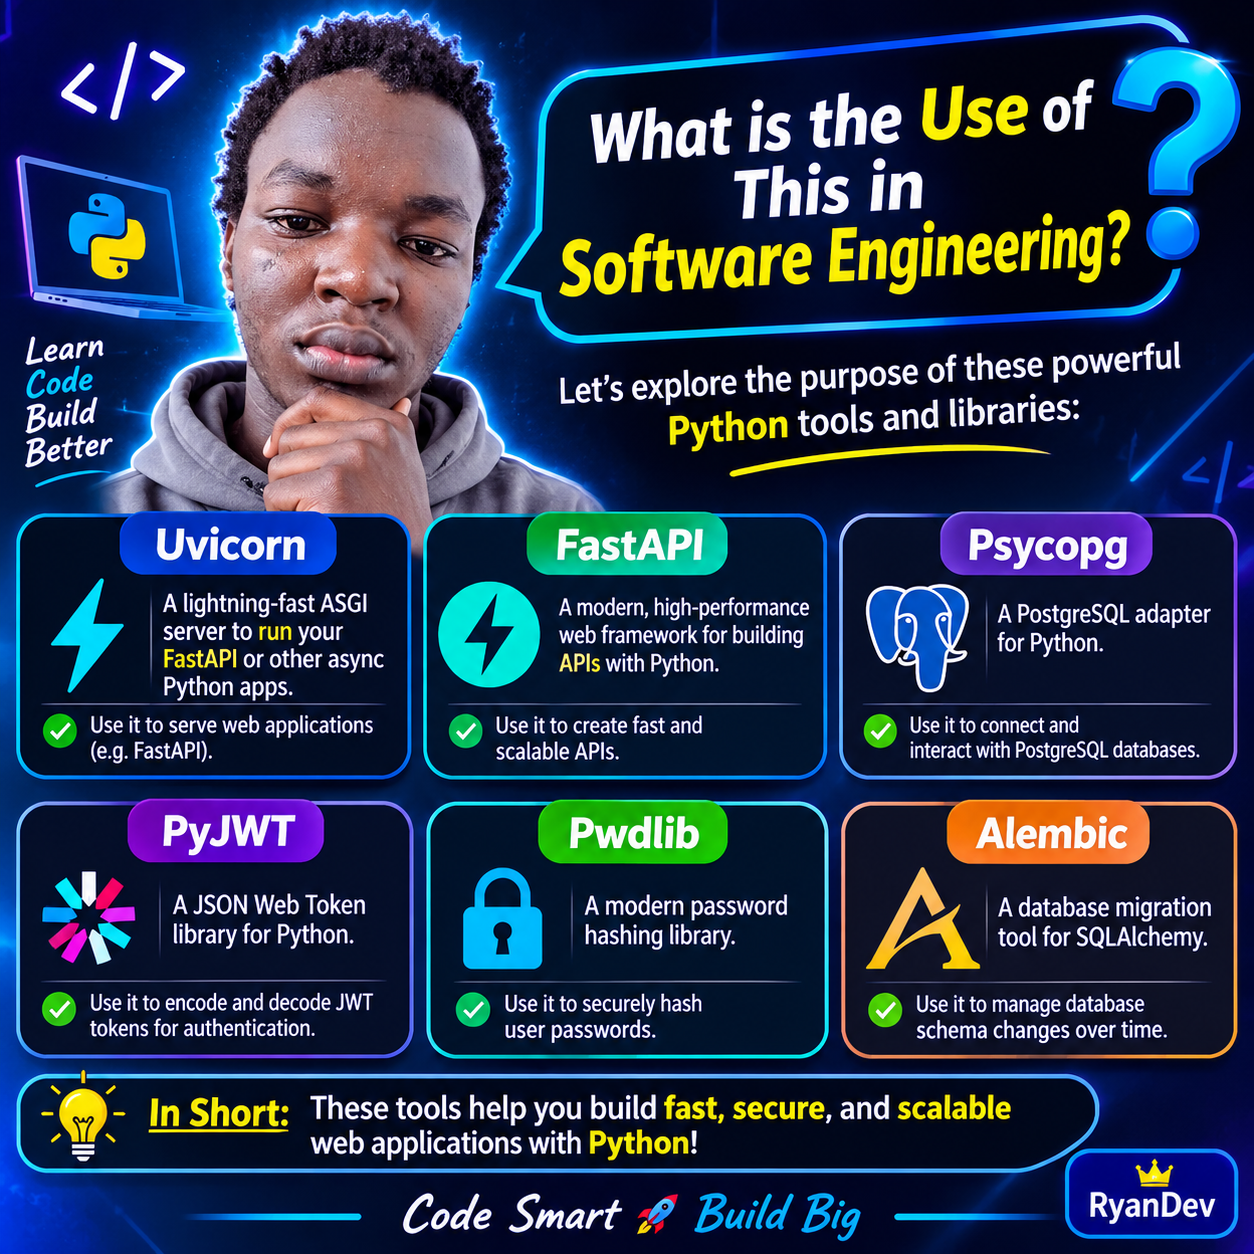 </>
What is the Use of
This in
Software Engineering?
?
Learn
Code
Build
Better
Let's explore the purpose of these powerful
Python tools and libraries:
</>
Uvicorn
A lightning-fast ASGI
server to run your
FastAPI or other async
Python apps.
Use it to serve web applications
(e.g. FastAPI).
FastAPI
A modern, high-performance
web framework for building
APIs with Python.
Use it to create fast and
scalable APIs.
Psycopg
A PostgreSQL adapter
for Python.
Use it to connect and
interact with PostgreSQL databases.
PyJWT
A JSON Web Token
library for Python.
Use it to encode and decode JWT
tokens for authentication.
Pwdlib
A modern password
hashing library.
Use it to securely hash
user passwords.
Alembic
A database migration
tool for SQLAlchemy.
Use it to manage database
schema changes over time.
In Short: These tools help you build fast, secure, and scalable
web applications with Python!
Code Smart 🚀 Build Big
RyanDev